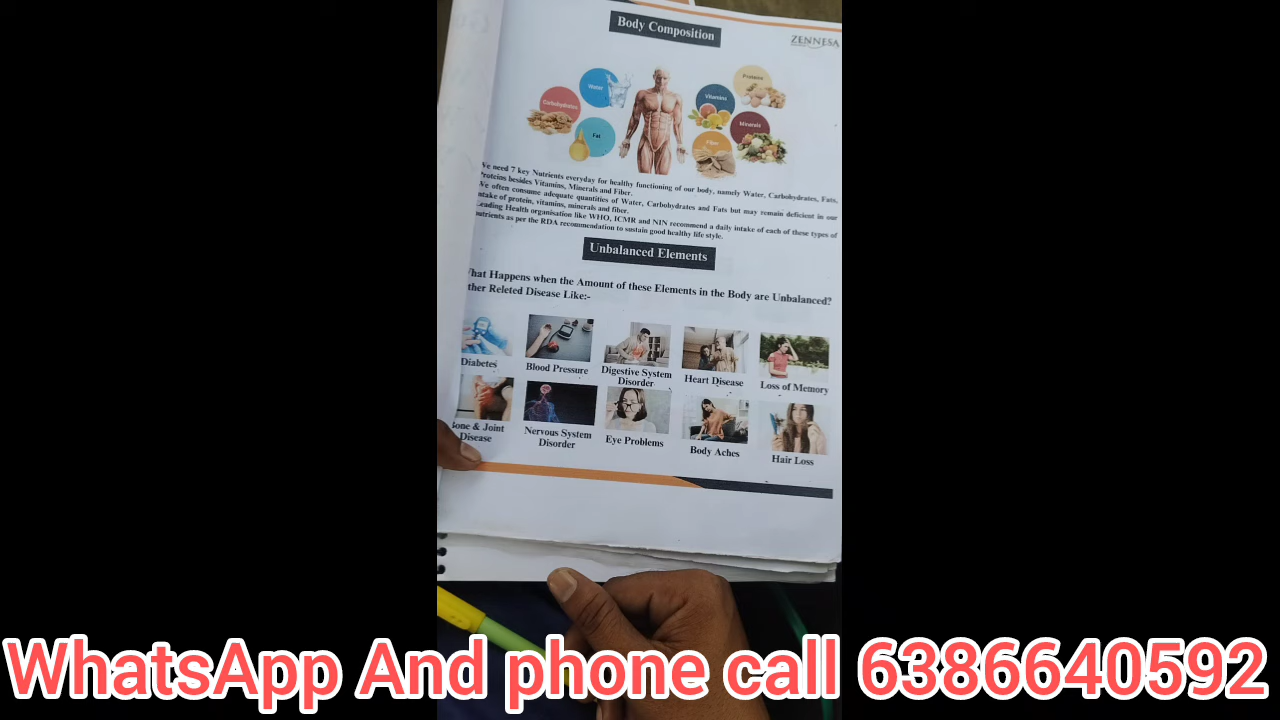 Body Composition
ZENNESA
Proteins
Water
Vitamins
Carbohydrates
Minerals
Fat
Fiber
We need 7 key Nutrients everyday for healthy functioning of our body, namely Water, Carbohydrates, Fats,
Proteins besides Vitamins, Minerals and Fiber.
We often consume adequate quantities of Water, Carbohydrates and Fats but may remain deficient in our
intake of protein, vitamins, minerals and fiber.
Leading Health organisation like WHO, ICMR and NIN recommend a daily intake of each of these types of
nutrients as per the RDA recommendation to sustain good healthy life style.
Unbalanced Elements
What Happens when the Amount of these Elements in the Body are Unbalanced?
ther Releted Disease Like:-
Diabetes
Blood Pressure
Digestive System
Disorder
Heart Disease
Loss of Memory
Bone & Joint
Disease
Nervous System
Disorder
Eye Problems
Body Aches
Hair Loss
WhatsApp And phone call 6386640592